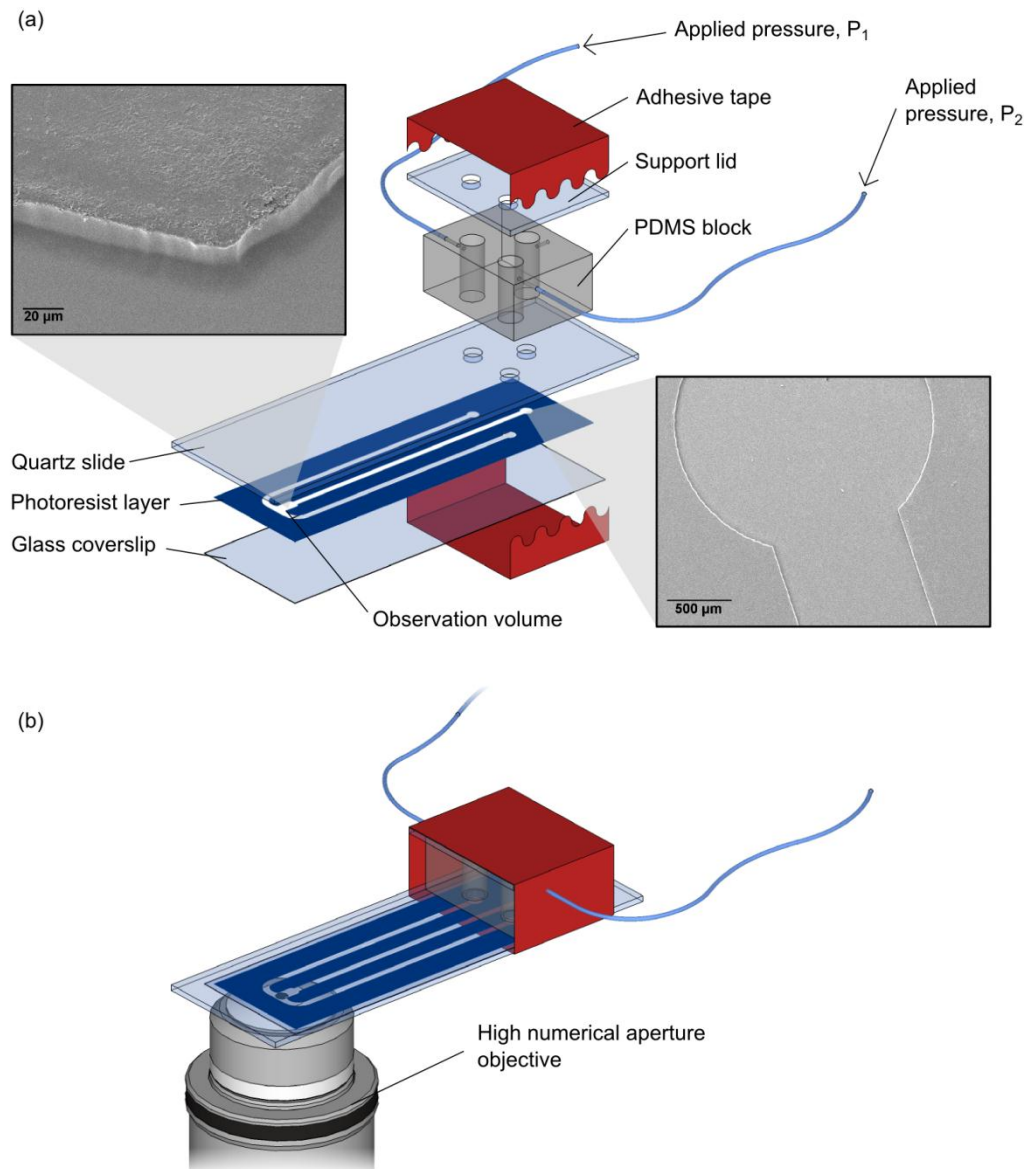 (a)
Applied pressure, P₁
Applied
pressure, P₂
Adhesive tape
Support lid
PDMS block
20 µm
Quartz slide
Photoresist layer
Glass coverslip
Observation volume
500 µm
(b)
High numerical aperture
objective